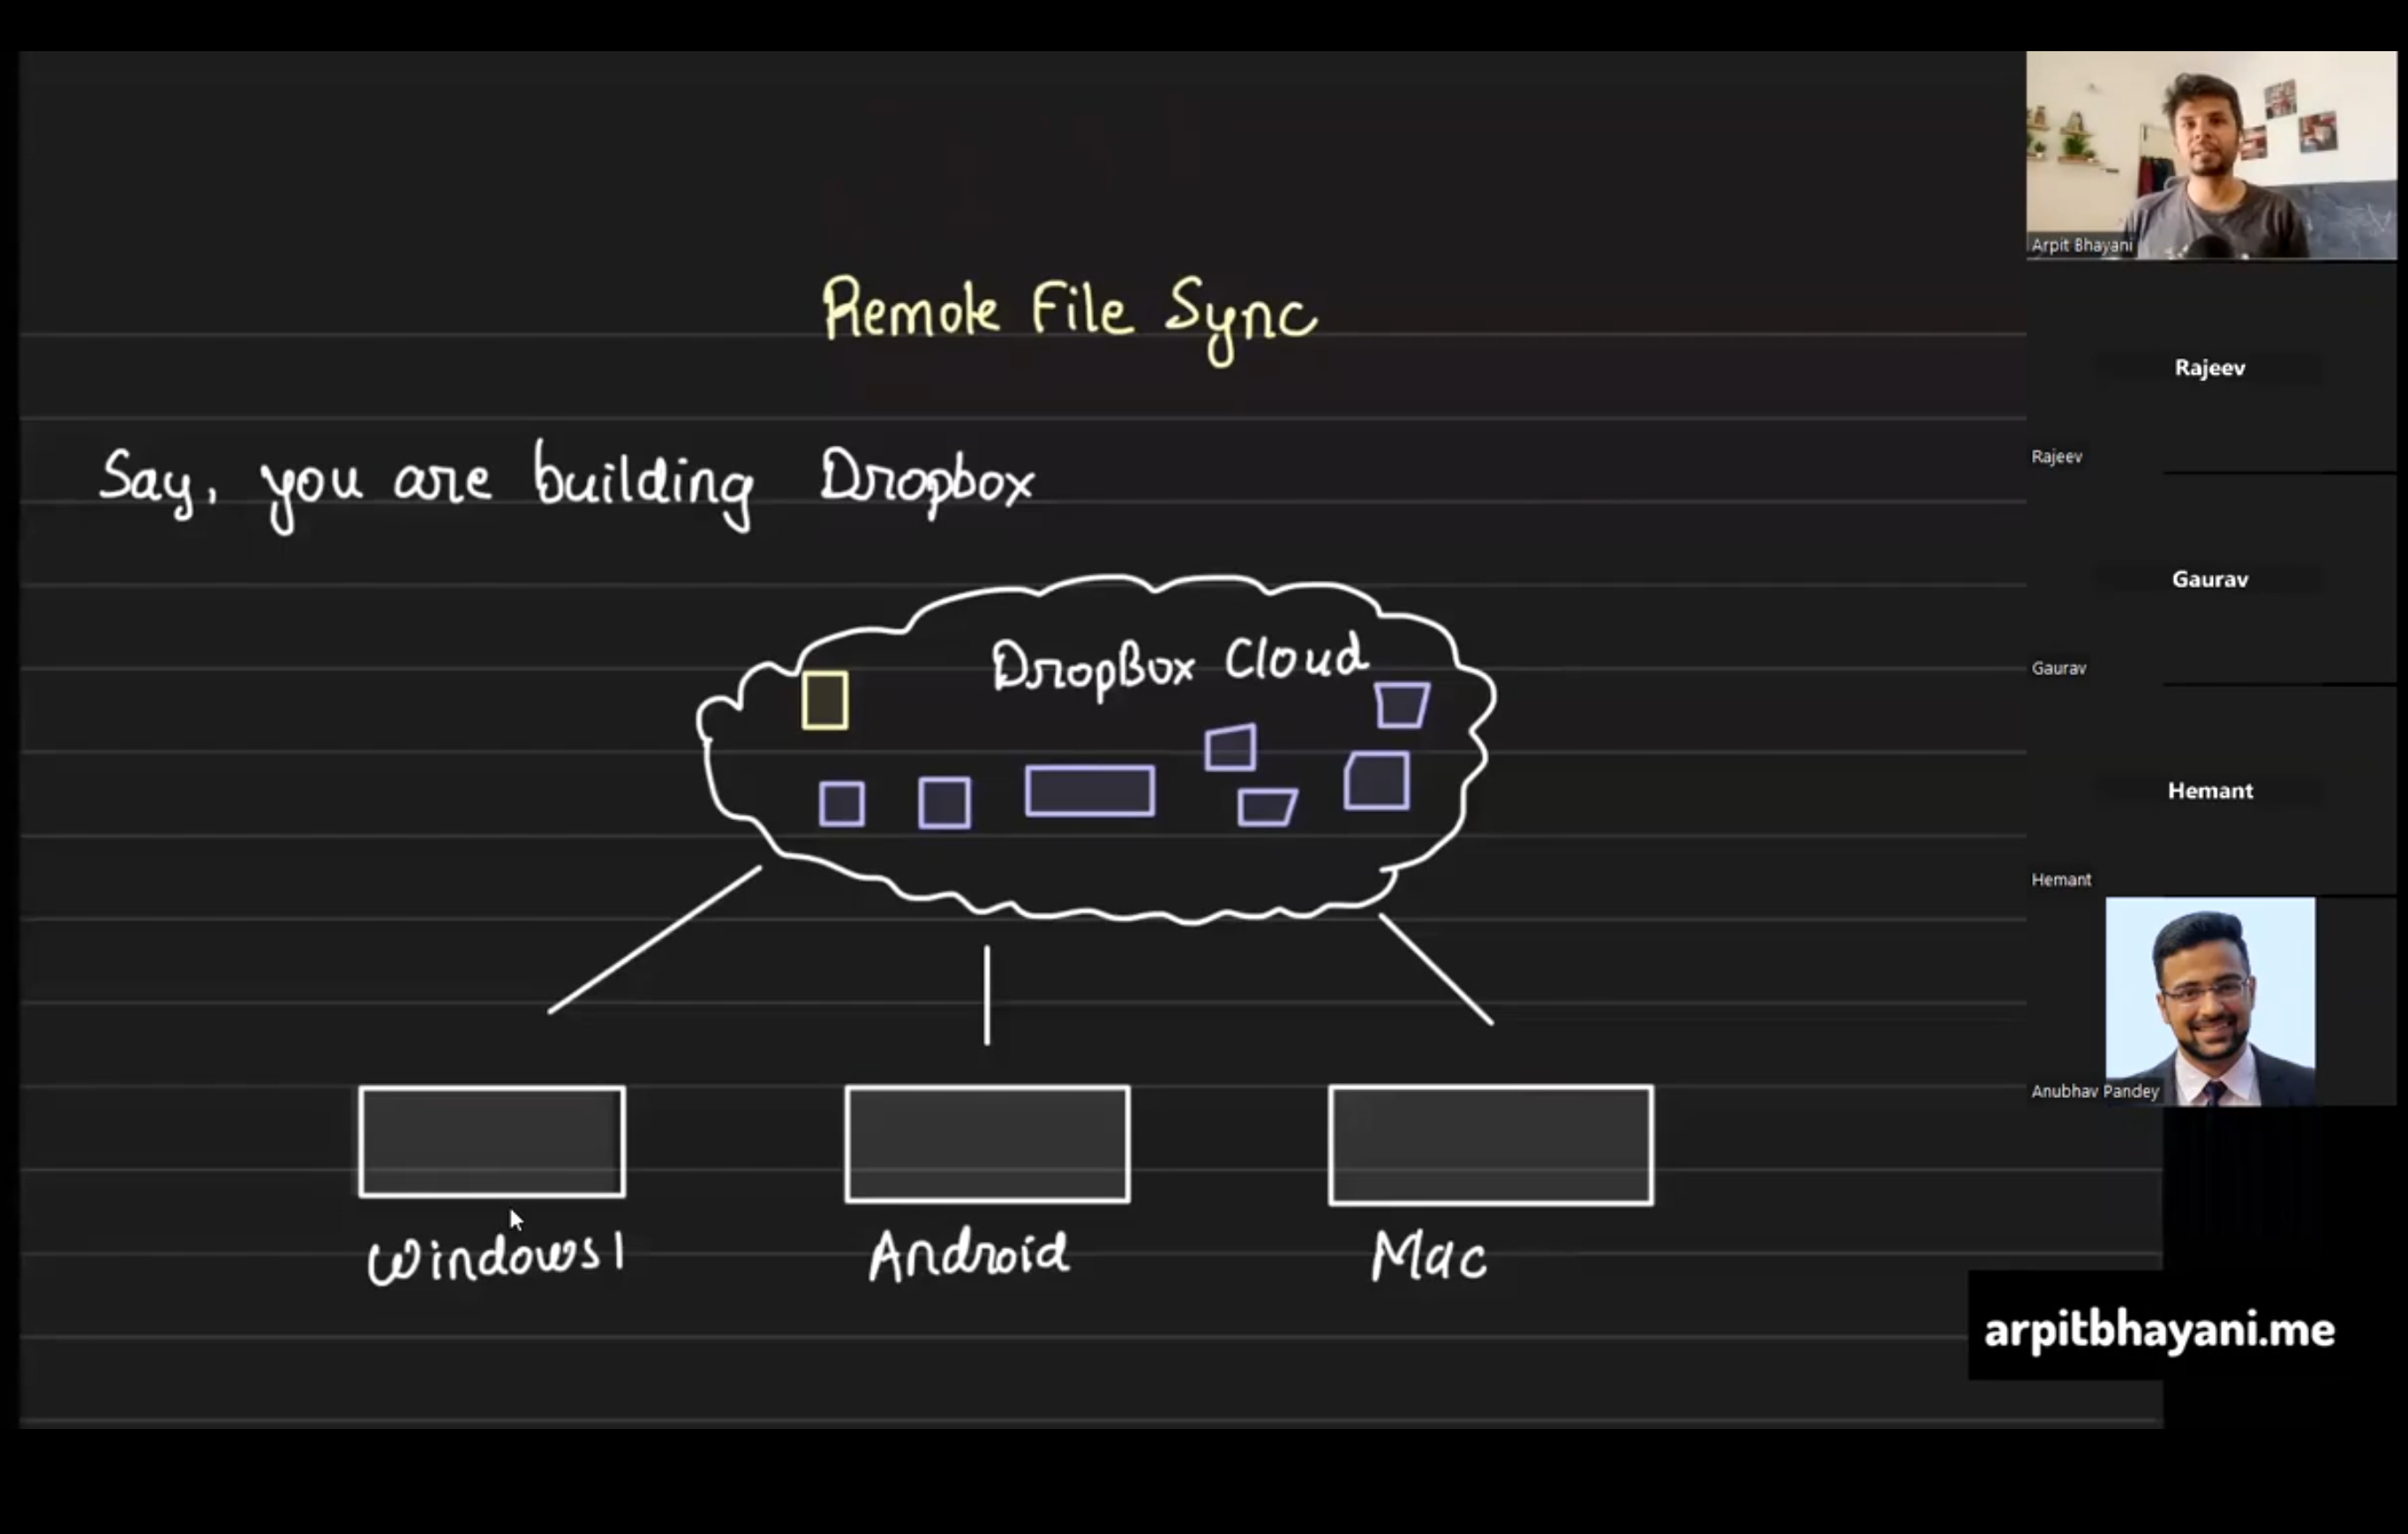 Remote File Sync
Say, you are building Dropbox
DropBox Cloud
Windows1
Android
Mac
Arpit Bhayani
Rajeev
Rajeev
Gaurav
Gaurav
Hemant
Hemant
Anubhav Pandey
arpitbhayani.me